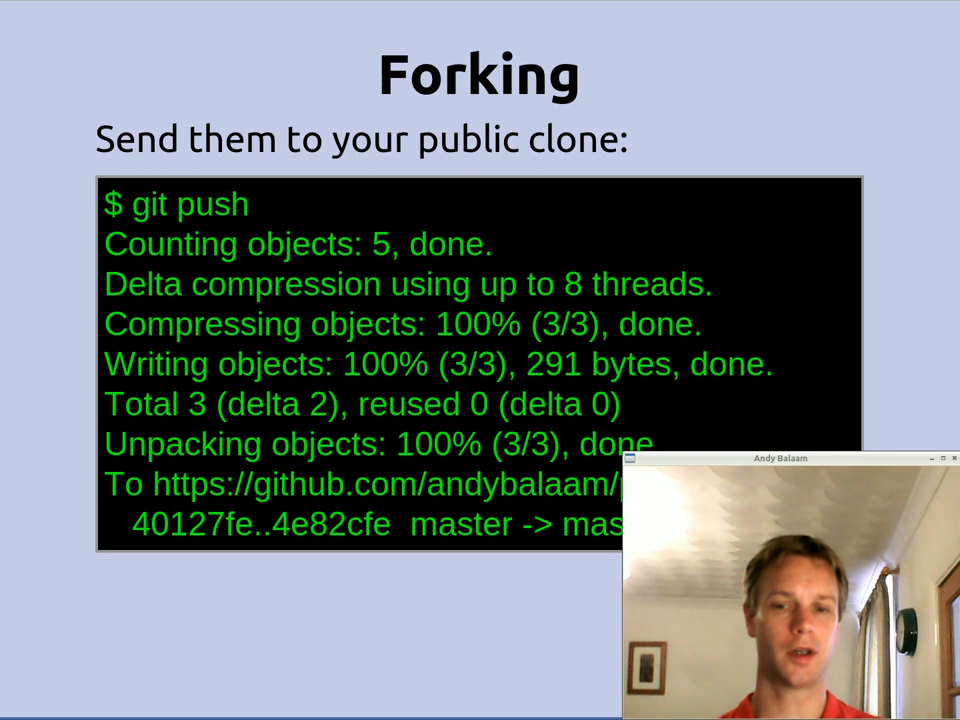 Forking
Send them to your public clone:
$ git push
Counting objects: 5, done.
Delta compression using up to 8 threads.
Compressing objects: 100% (3/3), done.
Writing objects: 100% (3/3), 291 bytes, done.
Total 3 (delta 2), reused 0 (delta 0)
Unpacking objects: 100% (3/3), done
Andy Balaam
To https://github.com/andybalaam/
40127fe..4e82cfe master -> mas